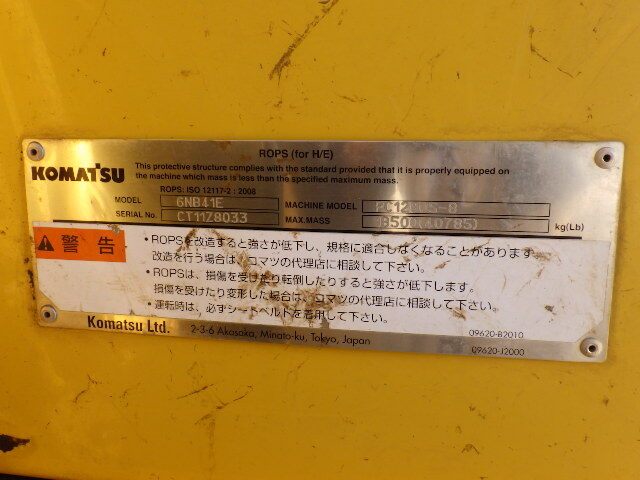 ROPS (for H/E)
KOMATSU
This protective structure complies with the standard provided that it is properly equipped on
the machine which mass is less than the specified maximum mass.
ROPS: ISO 12117-2 : 2008
MODEL 6NB41E MACHINE MODEL
SERIAL No. CT11Z8033 MAX.MASS 18500(40785) kg(Lb)
警告
・ROPSを改造すると強さが低下し、規格に適合しなくなることがあります。
改造を行う場合は、コマツの代理店に相談して下さい。
・ROPSは、損傷を受けたり転倒したりすると強さが低下します。
損傷を受けたり変形した場合は、コマツの代理店に相談して下さい。
・運転時は、必ずシートベルトを着用して下さい。
09620-B2010
Komatsu Ltd. 2-3-6 Akasaka, Minato-ku, Tokyo, Japan
09620-J2000